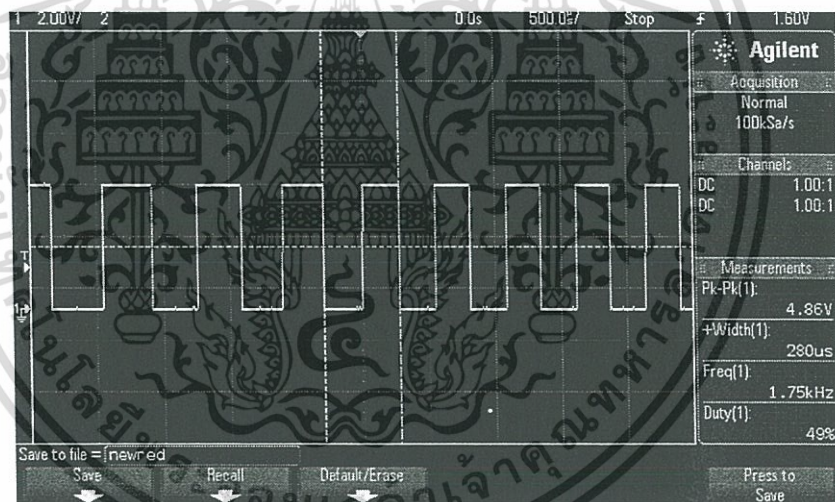 1 2.00V/ 2 0.0s 500.0㎲/ Stop 1 1.60V
Agilent
Acquisition
Normal
100kSa/s
Channels
DC 1.00:1
DC 1.00:1
Measurements
Pk-Pk(1):
4.86V
+Width(1):
280us
Freq(1):
1.75kHz
Duty(1):
49%
T
1
Save to file = newred
Save Recall Default/Erase Press to
Save